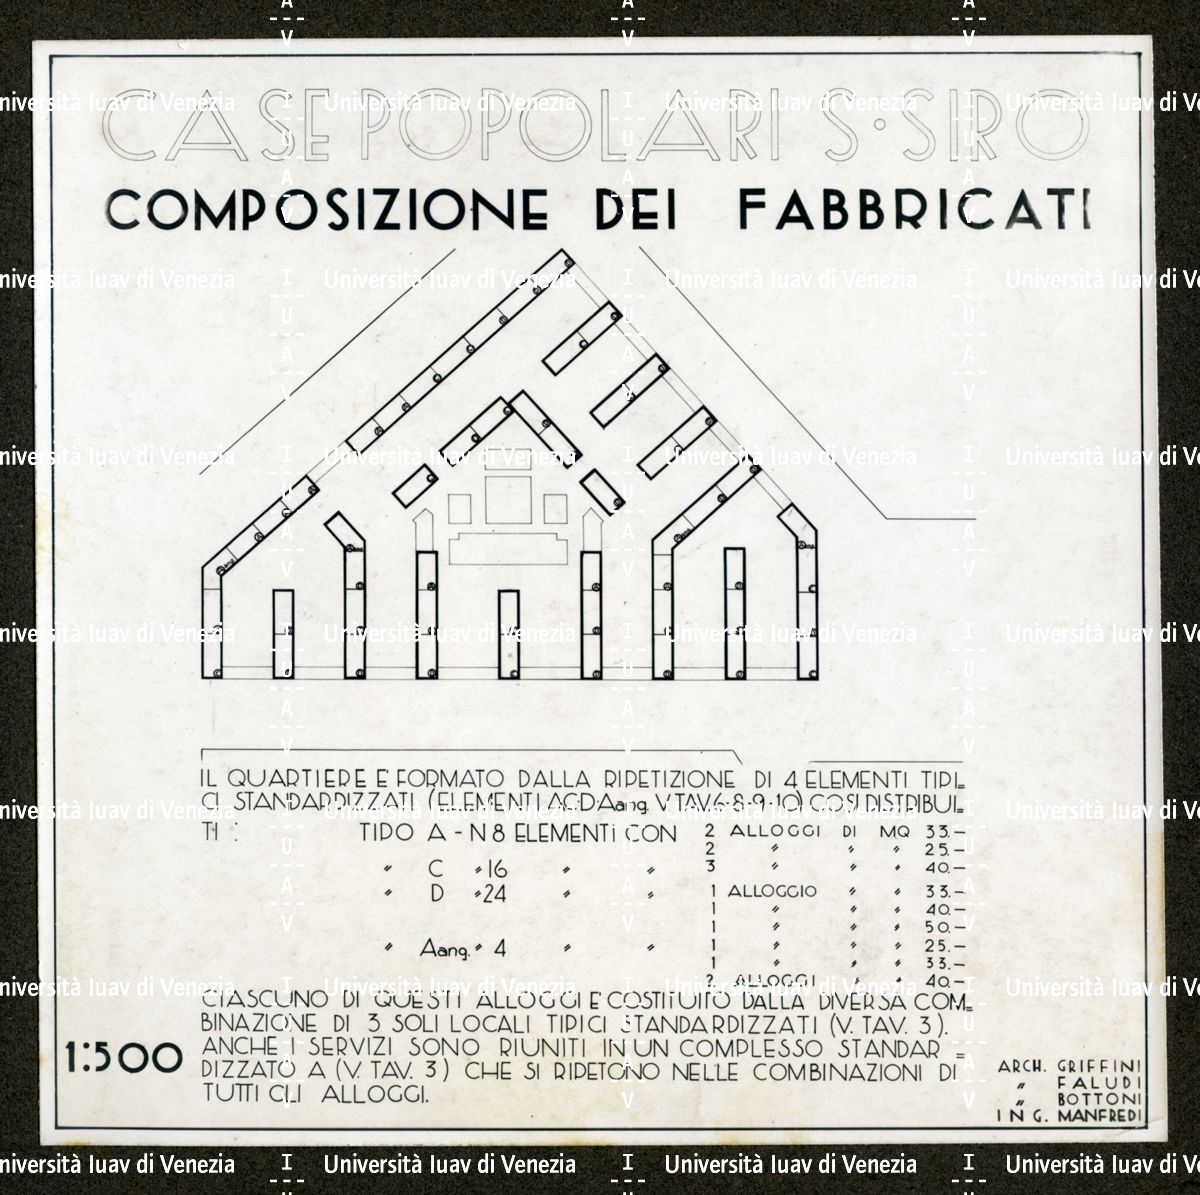 CASE POPOLARI S·SIRO
COMPOSIZIONE DEI FABBRICATI
IL QUARTIERE E' FORMATO DALLA RIPETIZIONE DI 4 ELEMENTI TIPI=
CI STANDARDIZZATI (ELEMENTI A·C·D·Aang. V. TAV. 6-8-9-10) COSI DISTRIBUI=
TI :
TIPO A - N 8 ELEMENTI CON 2 ALLOGGI DI MQ 33.—
2 " " " 25.—
" C " 16 " " 3 " " " 40.—
" D " 24 " " 1 ALLOGGIO " " 33.—
1 " " " 40.—
1 " " " 50.—
" Aang. " 4 " " 1 " " " 25.—
1 " " " 33.—
2 ALLOGGI " " 40.—
CIASCUNO DI QUESTI ALLOGGI E' COSTITUITO DALLA DIVERSA COM=
BINAZIONE DI 3 SOLI LOCALI TIPICI STANDARDIZZATI (V. TAV. 3).
ANCHE I SERVIZI SONO RIUNITI IN UN COMPLESSO STANDAR =
DIZZATO A (V. TAV. 3) CHE SI RIPETONO NELLE COMBINAZIONI DI
TUTTI GLI ALLOGGI.
1:500
ARCH. GRIFFINI
" FALUDI
" BOTTONI
ING. MANFREDI
Università Iuav di Venezia